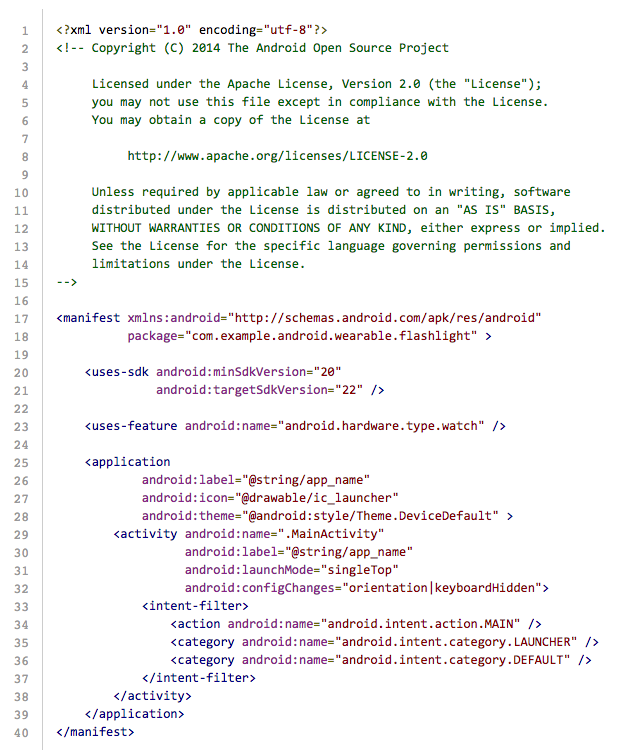 1 <?xml version="1.0" encoding="utf-8"?>
2 <!-- Copyright (C) 2014 The Android Open Source Project
3
4 Licensed under the Apache License, Version 2.0 (the "License");
5 you may not use this file except in compliance with the License.
6 You may obtain a copy of the License at
7
8 http://www.apache.org/licenses/LICENSE-2.0
9
10 Unless required by applicable law or agreed to in writing, software
11 distributed under the License is distributed on an "AS IS" BASIS,
12 WITHOUT WARRANTIES OR CONDITIONS OF ANY KIND, either express or implied.
13 See the License for the specific language governing permissions and
14 limitations under the License.
15 -->
16
17 <manifest xmlns:android="http://schemas.android.com/apk/res/android"
18 package="com.example.android.wearable.flashlight" >
19
20 <uses-sdk android:minSdkVersion="20"
21 android:targetSdkVersion="22" />
22
23 <uses-feature android:name="android.hardware.type.watch" />
24
25 <application
26 android:label="@string/app_name"
27 android:icon="@drawable/ic_launcher"
28 android:theme="@android:style/Theme.DeviceDefault" >
29 <activity android:name=".MainActivity"
30 android:label="@string/app_name"
31 android:launchMode="singleTop"
32 android:configChanges="orientation|keyboardHidden">
33 <intent-filter>
34 <action android:name="android.intent.action.MAIN" />
35 <category android:name="android.intent.category.LAUNCHER" />
36 <category android:name="android.intent.category.DEFAULT" />
37 </intent-filter>
38 </activity>
39 </application>
40 </manifest>